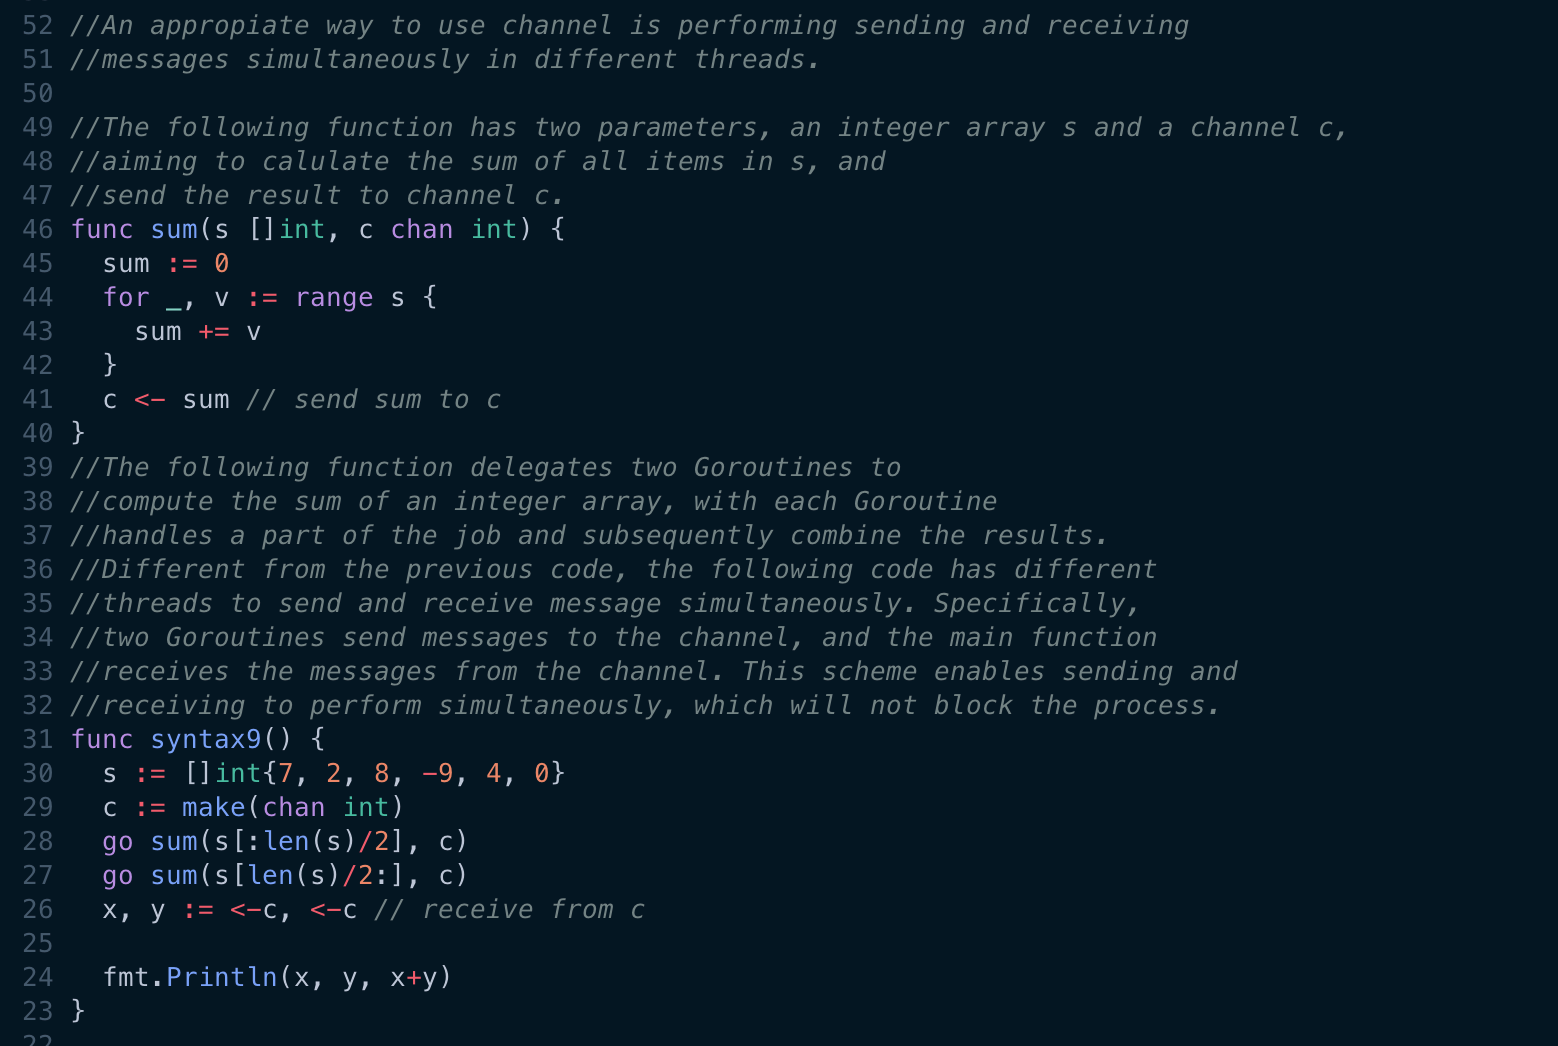 52 //An appropiate way to use channel is performing sending and receiving
51 //messages simultaneously in different threads.
50
49 //The following function has two parameters, an integer array s and a channel c,
48 //aiming to calulate the sum of all items in s, and
47 //send the result to channel c.
46 func sum(s []int, c chan int) {
45   sum := 0
44   for _, v := range s {
43     sum += v
42   }
41   c <- sum // send sum to c
40 }
39 //The following function delegates two Goroutines to
38 //compute the sum of an integer array, with each Goroutine
37 //handles a part of the job and subsequently combine the results.
36 //Different from the previous code, the following code has different
35 //threads to send and receive message simultaneously. Specifically,
34 //two Goroutines send messages to the channel, and the main function
33 //receives the messages from the channel. This scheme enables sending and
32 //receiving to perform simultaneously, which will not block the process.
31 func syntax9() {
30   s := []int{7, 2, 8, -9, 4, 0}
29   c := make(chan int)
28   go sum(s[:len(s)/2], c)
27   go sum(s[len(s)/2:], c)
26   x, y := <-c, <-c // receive from c
25
24   fmt.Println(x, y, x+y)
23 }
22